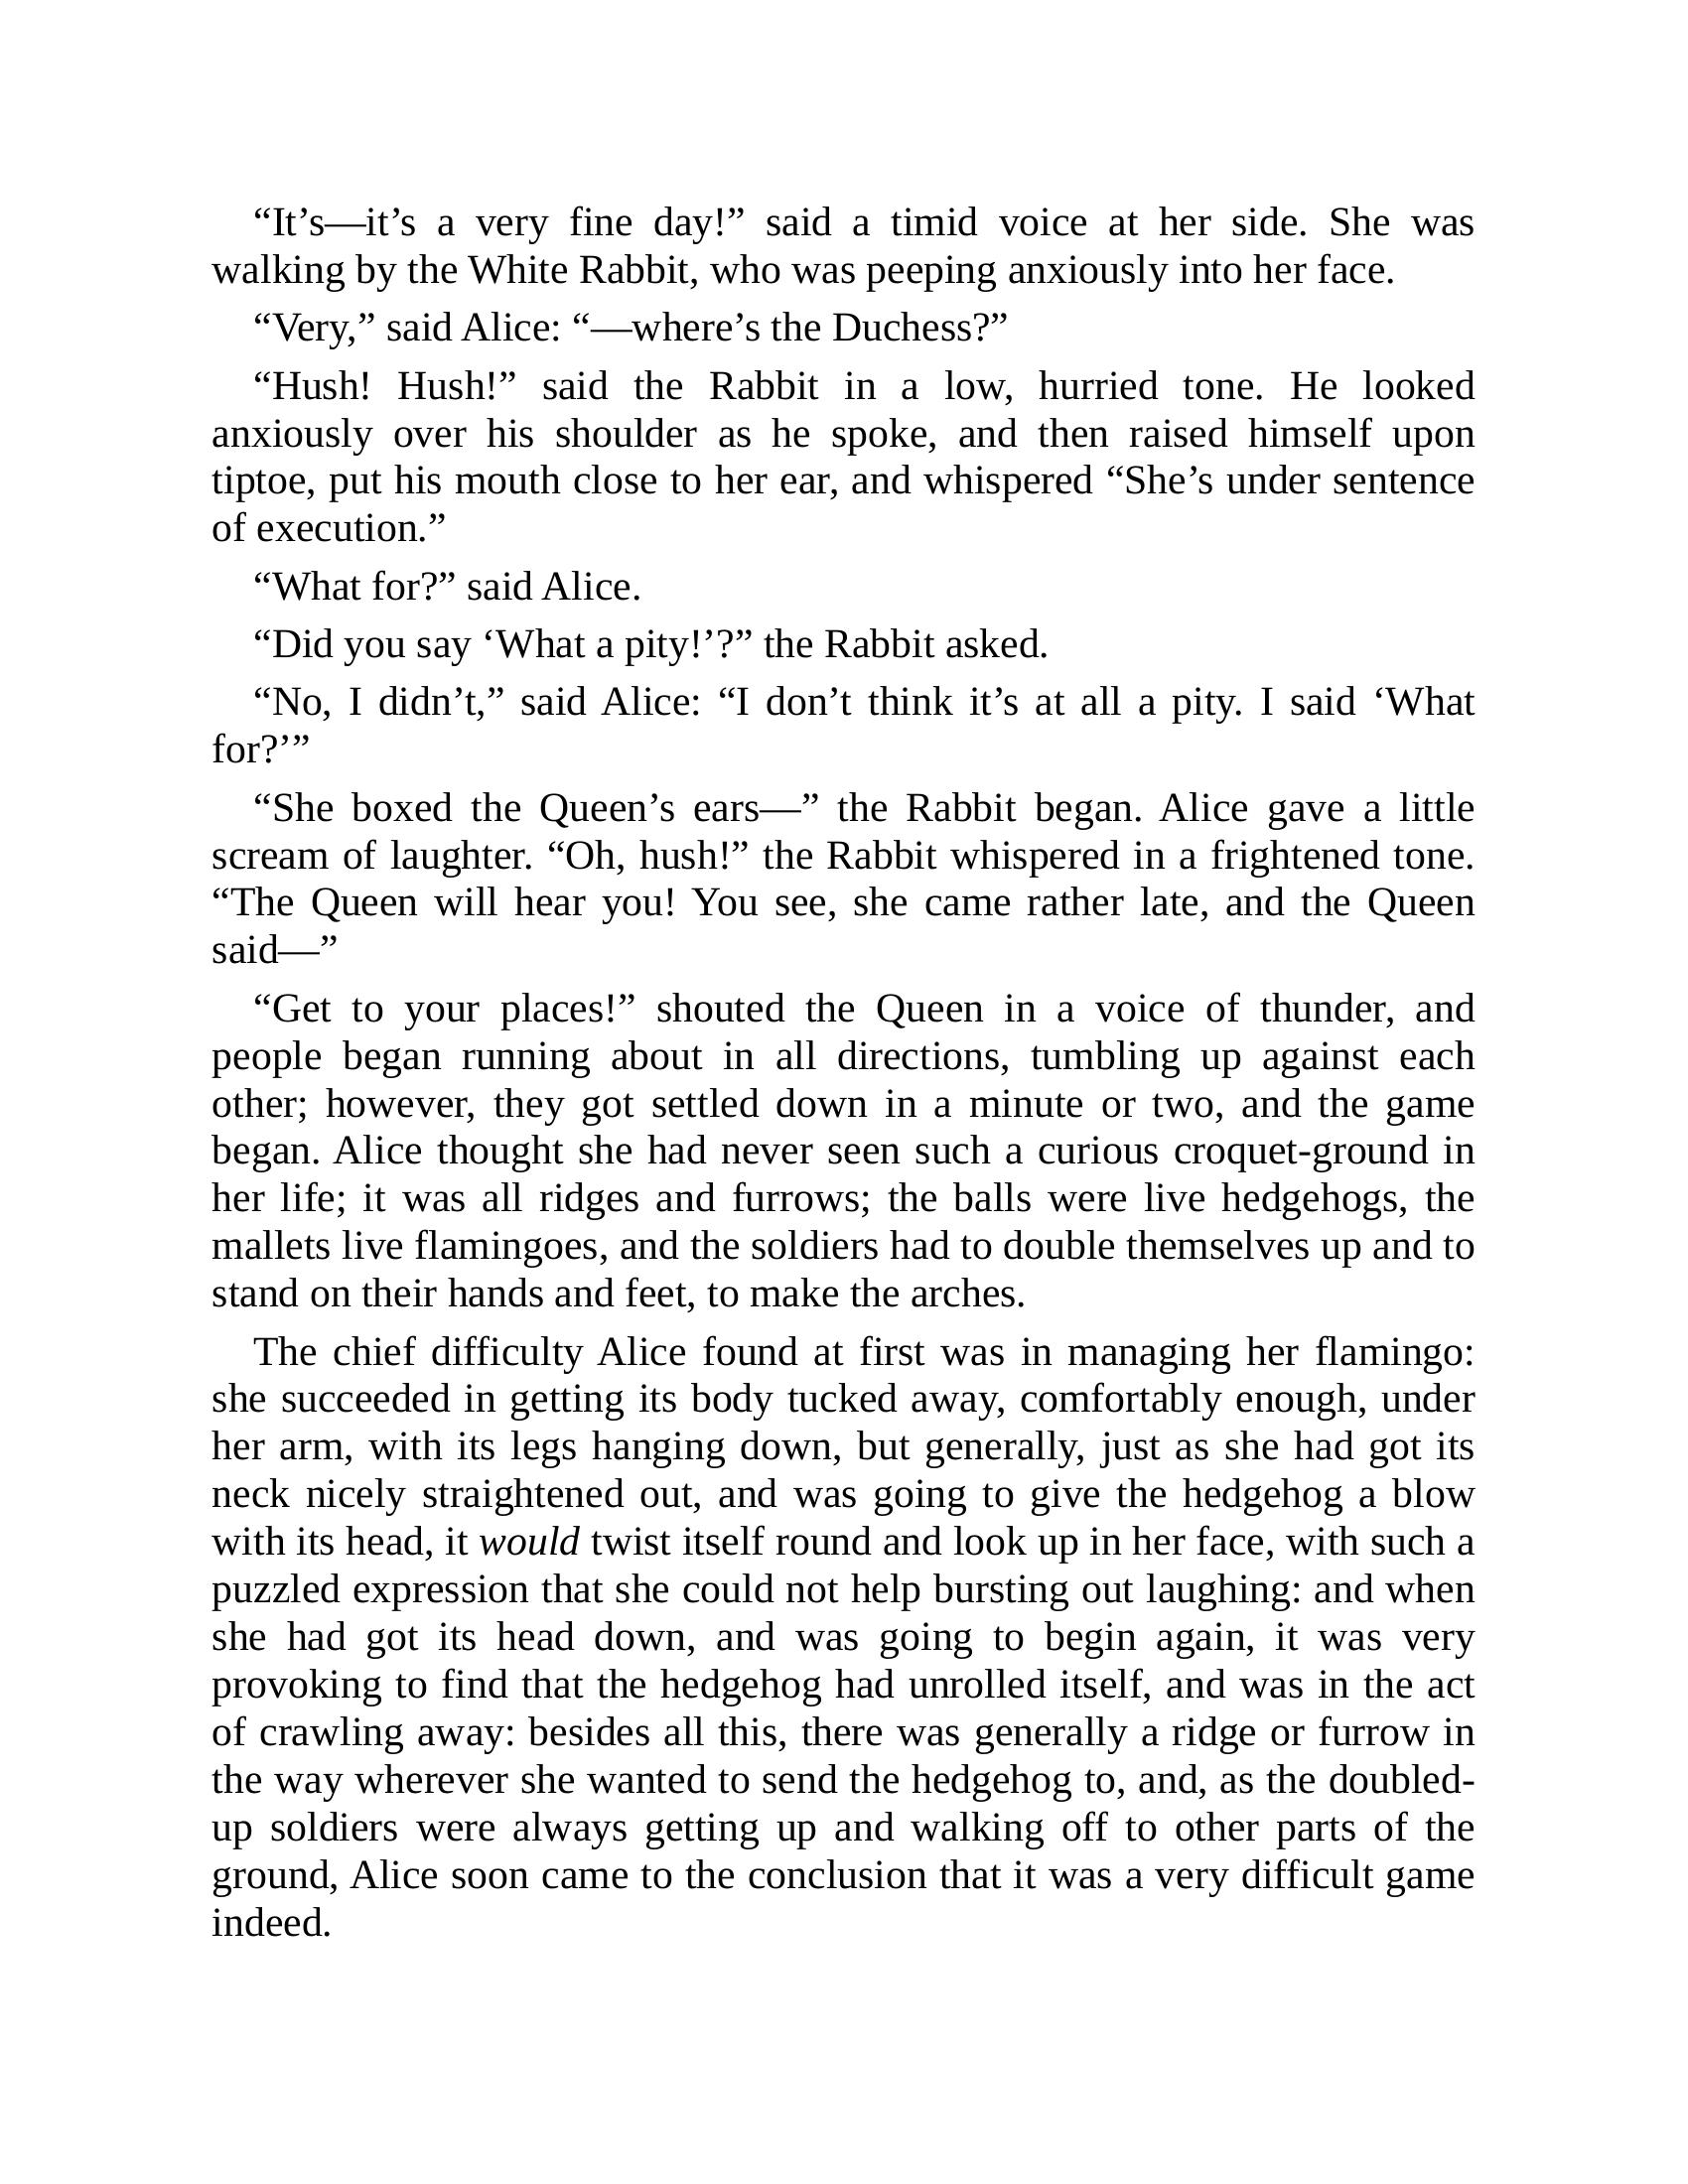 “It’s—it’s a very fine day!” said a timid voice at her side. She was
walking by the White Rabbit, who was peeping anxiously into her face.
“Very,” said Alice: “—where’s the Duchess?”
“Hush! Hush!” said the Rabbit in a low, hurried tone. He looked
anxiously over his shoulder as he spoke, and then raised himself upon
tiptoe, put his mouth close to her ear, and whispered “She’s under sentence
of execution.”
“What for?” said Alice.
“Did you say ‘What a pity!’?” the Rabbit asked.
“No, I didn’t,” said Alice: “I don’t think it’s at all a pity. I said ‘What
for?’”
“She boxed the Queen’s ears—” the Rabbit began. Alice gave a little
scream of laughter. “Oh, hush!” the Rabbit whispered in a frightened tone.
“The Queen will hear you! You see, she came rather late, and the Queen
said—”
“Get to your places!” shouted the Queen in a voice of thunder, and
people began running about in all directions, tumbling up against each
other; however, they got settled down in a minute or two, and the game
began. Alice thought she had never seen such a curious croquet-ground in
her life; it was all ridges and furrows; the balls were live hedgehogs, the
mallets live flamingoes, and the soldiers had to double themselves up and to
stand on their hands and feet, to make the arches.
The chief difficulty Alice found at first was in managing her flamingo:
she succeeded in getting its body tucked away, comfortably enough, under
her arm, with its legs hanging down, but generally, just as she had got its
neck nicely straightened out, and was going to give the hedgehog a blow
with its head, it would twist itself round and look up in her face, with such a
puzzled expression that she could not help bursting out laughing: and when
she had got its head down, and was going to begin again, it was very
provoking to find that the hedgehog had unrolled itself, and was in the act
of crawling away: besides all this, there was generally a ridge or furrow in
the way wherever she wanted to send the hedgehog to, and, as the doubled-
up soldiers were always getting up and walking off to other parts of the
ground, Alice soon came to the conclusion that it was a very difficult game
indeed.